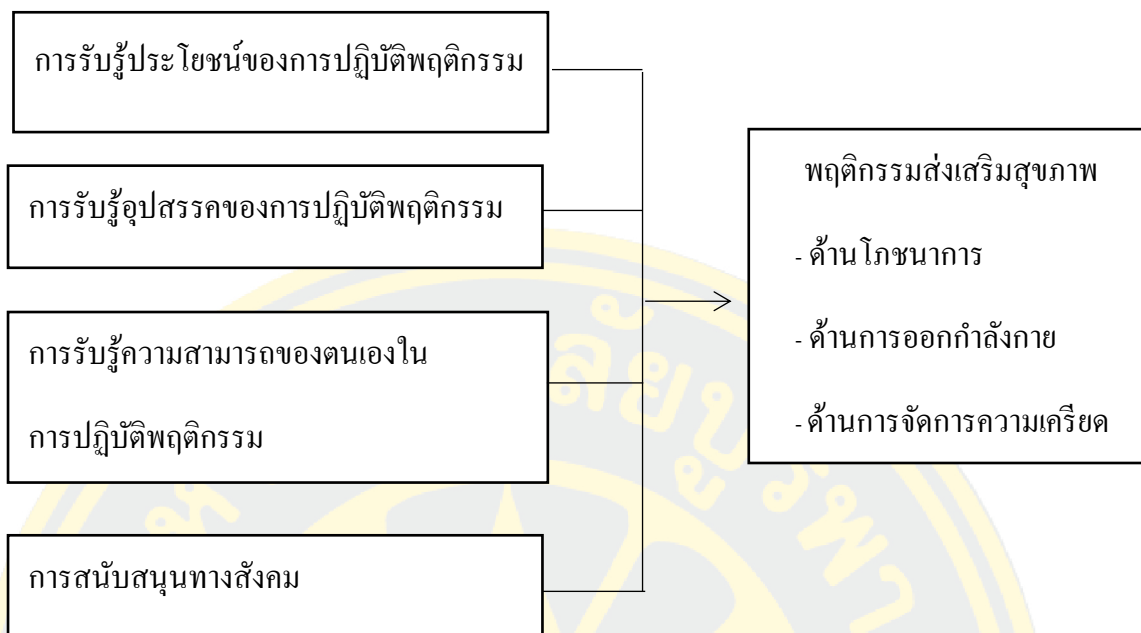 การรับรู้ประโยชน์ของการปฏิบัติพฤติกรรม
การรับรู้อุปสรรคของการปฏิบัติพฤติกรรม
การรับรู้ความสามารถของตนเองใน
การปฏิบัติพฤติกรรม
การสนับสนุนทางสังคม
พฤติกรรมส่งเสริมสุขภาพ
- ด้านโภชนาการ
- ด้านการออกกำลังกาย
- ด้านการจัดการความเครียด